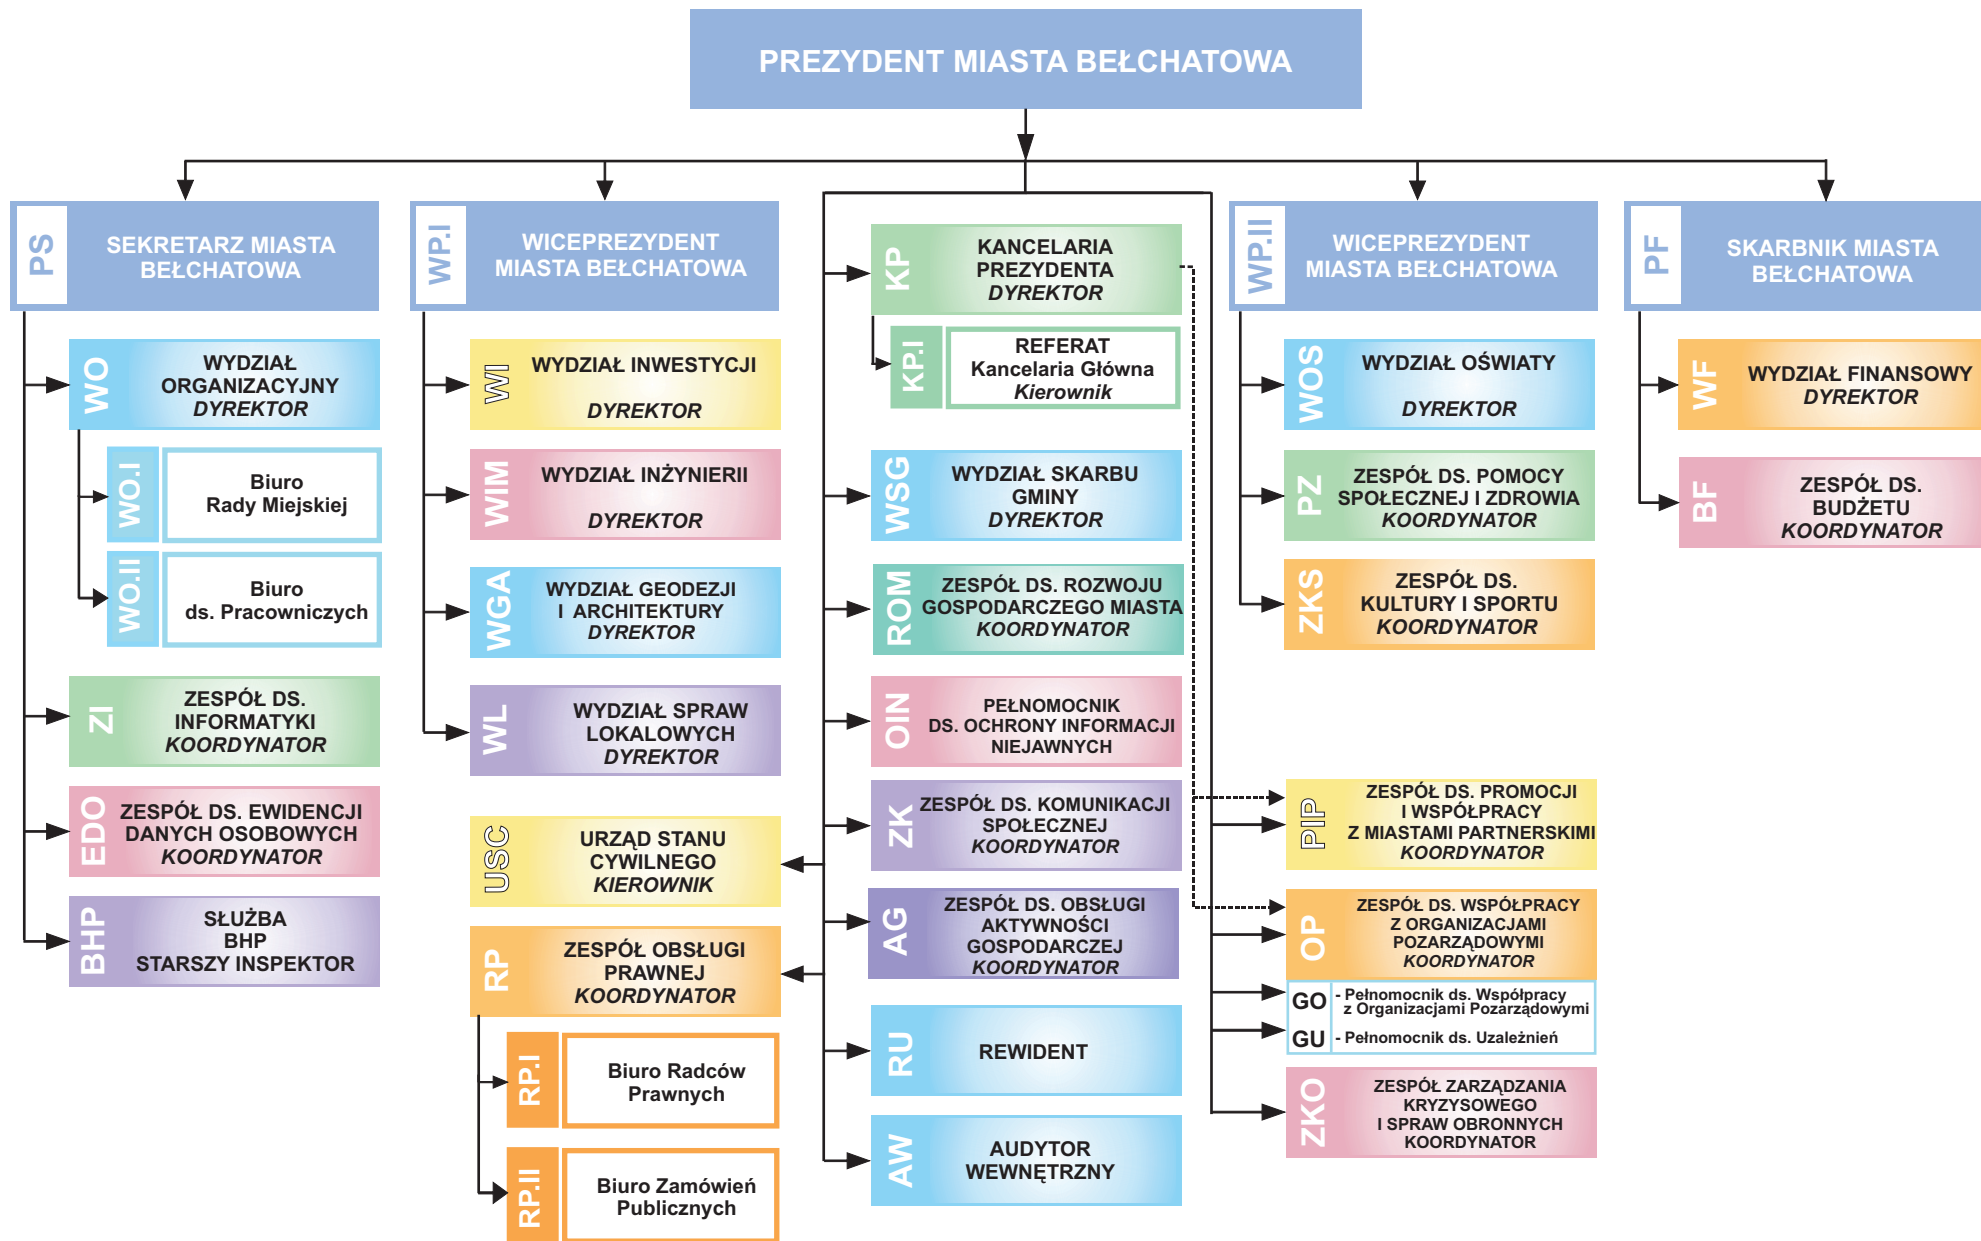 PREZYDENT MIASTA BEŁCHATOWA
PS
SEKRETARZ MIASTA
BEŁCHATOWA
WO
WYDZIAŁ
ORGANIZACYJNY
DYREKTOR
WO.I
Biuro
Rady Miejskiej
WO.II
Biuro
ds. Pracowniczych
ZI
ZESPÓŁ DS.
INFORMATYKI
KOORDYNATOR
EDO
ZESPÓŁ DS. EWIDENCJI
DANYCH OSOBOWYCH
KOORDYNATOR
BHP
SŁUŻBA
BHP
STARSZY INSPEKTOR
WP.I
WICEPREZYDENT
MIASTA BEŁCHATOWA
WI
WYDZIAŁ INWESTYCJI
DYREKTOR
WIM
WYDZIAŁ INŻYNIERII
DYREKTOR
WGA
WYDZIAŁ GEODEZJI
I ARCHITEKTURY
DYREKTOR
WL
WYDZIAŁ SPRAW
LOKALOWYCH
DYREKTOR
USC
URZĄD STANU
CYWILNEGO
KIEROWNIK
RP
ZESPÓŁ OBSŁUGI
PRAWNEJ
KOORDYNATOR
RP.I
Biuro Radców
Prawnych
RP.II
Biuro Zamówień
Publicznych
KP
KANCELARIA
PREZYDENTA
DYREKTOR
KP.I
REFERAT
Kancelaria Główna
Kierownik
WSG
WYDZIAŁ SKARBU
GMINY
DYREKTOR
ROM
ZESPÓŁ DS. ROZWOJU
GOSPODARCZEGO MIASTA
KOORDYNATOR
OIN
PEŁNOMOCNIK
DS. OCHRONY INFORMACJI
NIEJAWNYCH
ZK
ZESPÓŁ DS. KOMUNIKACJI
SPOŁECZNEJ
KOORDYNATOR
AG
ZESPÓŁ DS. OBSŁUGI
AKTYWNOŚCI
GOSPODARCZEJ
KOORDYNATOR
RU
REWIDENT
AW
AUDYTOR
WEWNĘTRZNY
WP.II
WICEPREZYDENT
MIASTA BEŁCHATOWA
WOS
WYDZIAŁ OŚWIATY
DYREKTOR
PZ
ZESPÓŁ DS. POMOCY
SPOŁECZNEJ I ZDROWIA
KOORDYNATOR
ZKS
ZESPÓŁ DS.
KULTURY I SPORTU
KOORDYNATOR
PIP
ZESPÓŁ DS. PROMOCJI
I WSPÓŁPRACY
Z MIASTAMI PARTNERSKIMI
KOORDYNATOR
OP
ZESPÓŁ DS. WSPÓŁPRACY
Z ORGANIZACJAMI
POZARZĄDOWYMI
KOORDYNATOR
GO - Pełnomocnik ds. Współpracy
z Organizacjami Pozarządowymi
GU - Pełnomocnik ds. Uzależnień
ZKO
ZESPÓŁ ZARZĄDZANIA
KRYZYSOWEGO
I SPRAW OBRONNYCH
KOORDYNATOR
PF
SKARBNIK MIASTA
BEŁCHATOWA
WF
WYDZIAŁ FINANSOWY
DYREKTOR
BF
ZESPÓŁ DS.
BUDŻETU
KOORDYNATOR